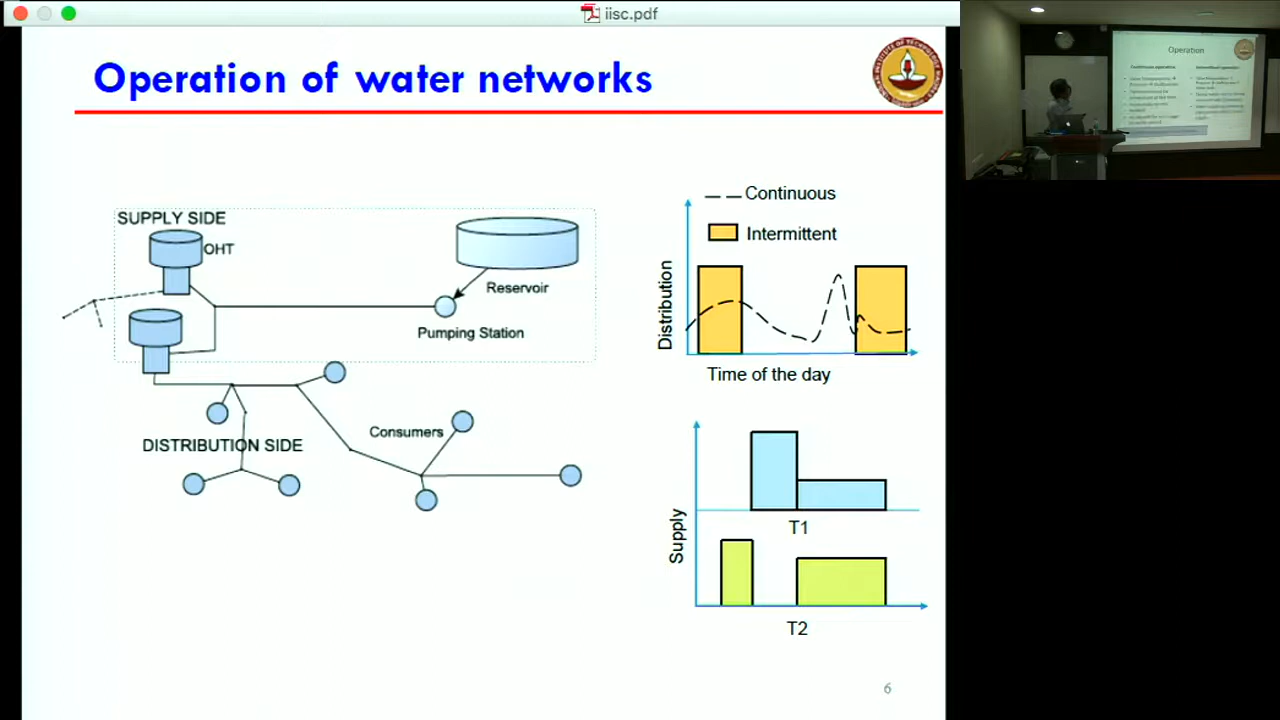 iisc.pdf
Operation of water networks
SUPPLY SIDE
OHT
Reservoir
Pumping Station
Consumers
DISTRIBUTION SIDE
Continuous
Intermittent
Distribution
Time of the day
Supply
T1
T2
6
Operation